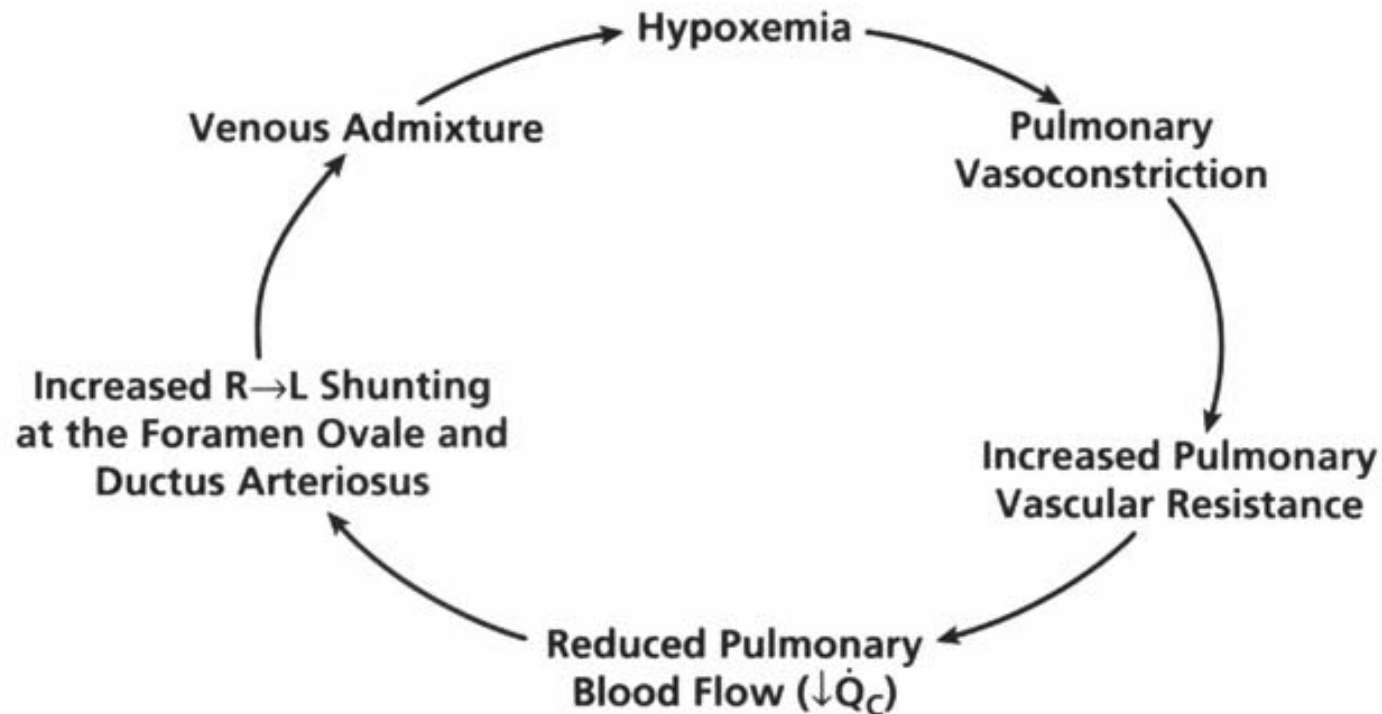 Hypoxemia
Pulmonary
Vasoconstriction
Increased Pulmonary
Vascular Resistance
Reduced Pulmonary
Blood Flow (↓Q̇C)
Increased R→L Shunting
at the Foramen Ovale and
Ductus Arteriosus
Venous Admixture